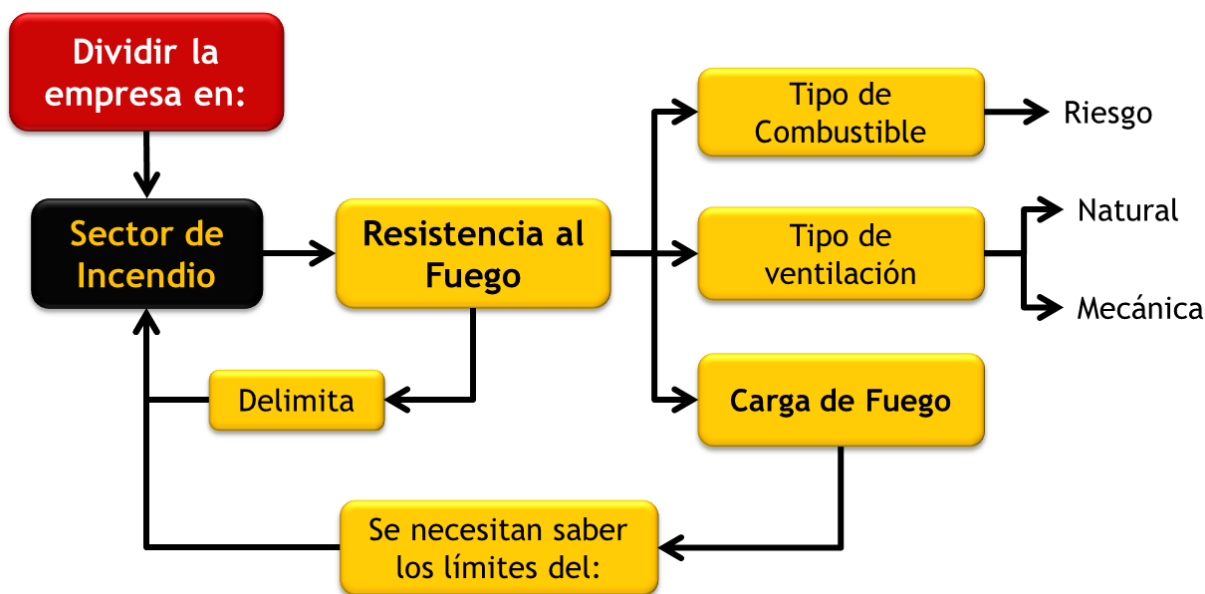 Dividir la
empresa en:
Sector de
Incendio
Resistencia al
Fuego
Tipo de
Combustible
Riesgo
Tipo de
ventilación
Natural
Mecánica
Carga de Fuego
Delimita
Se necesitan saber
los límites del: